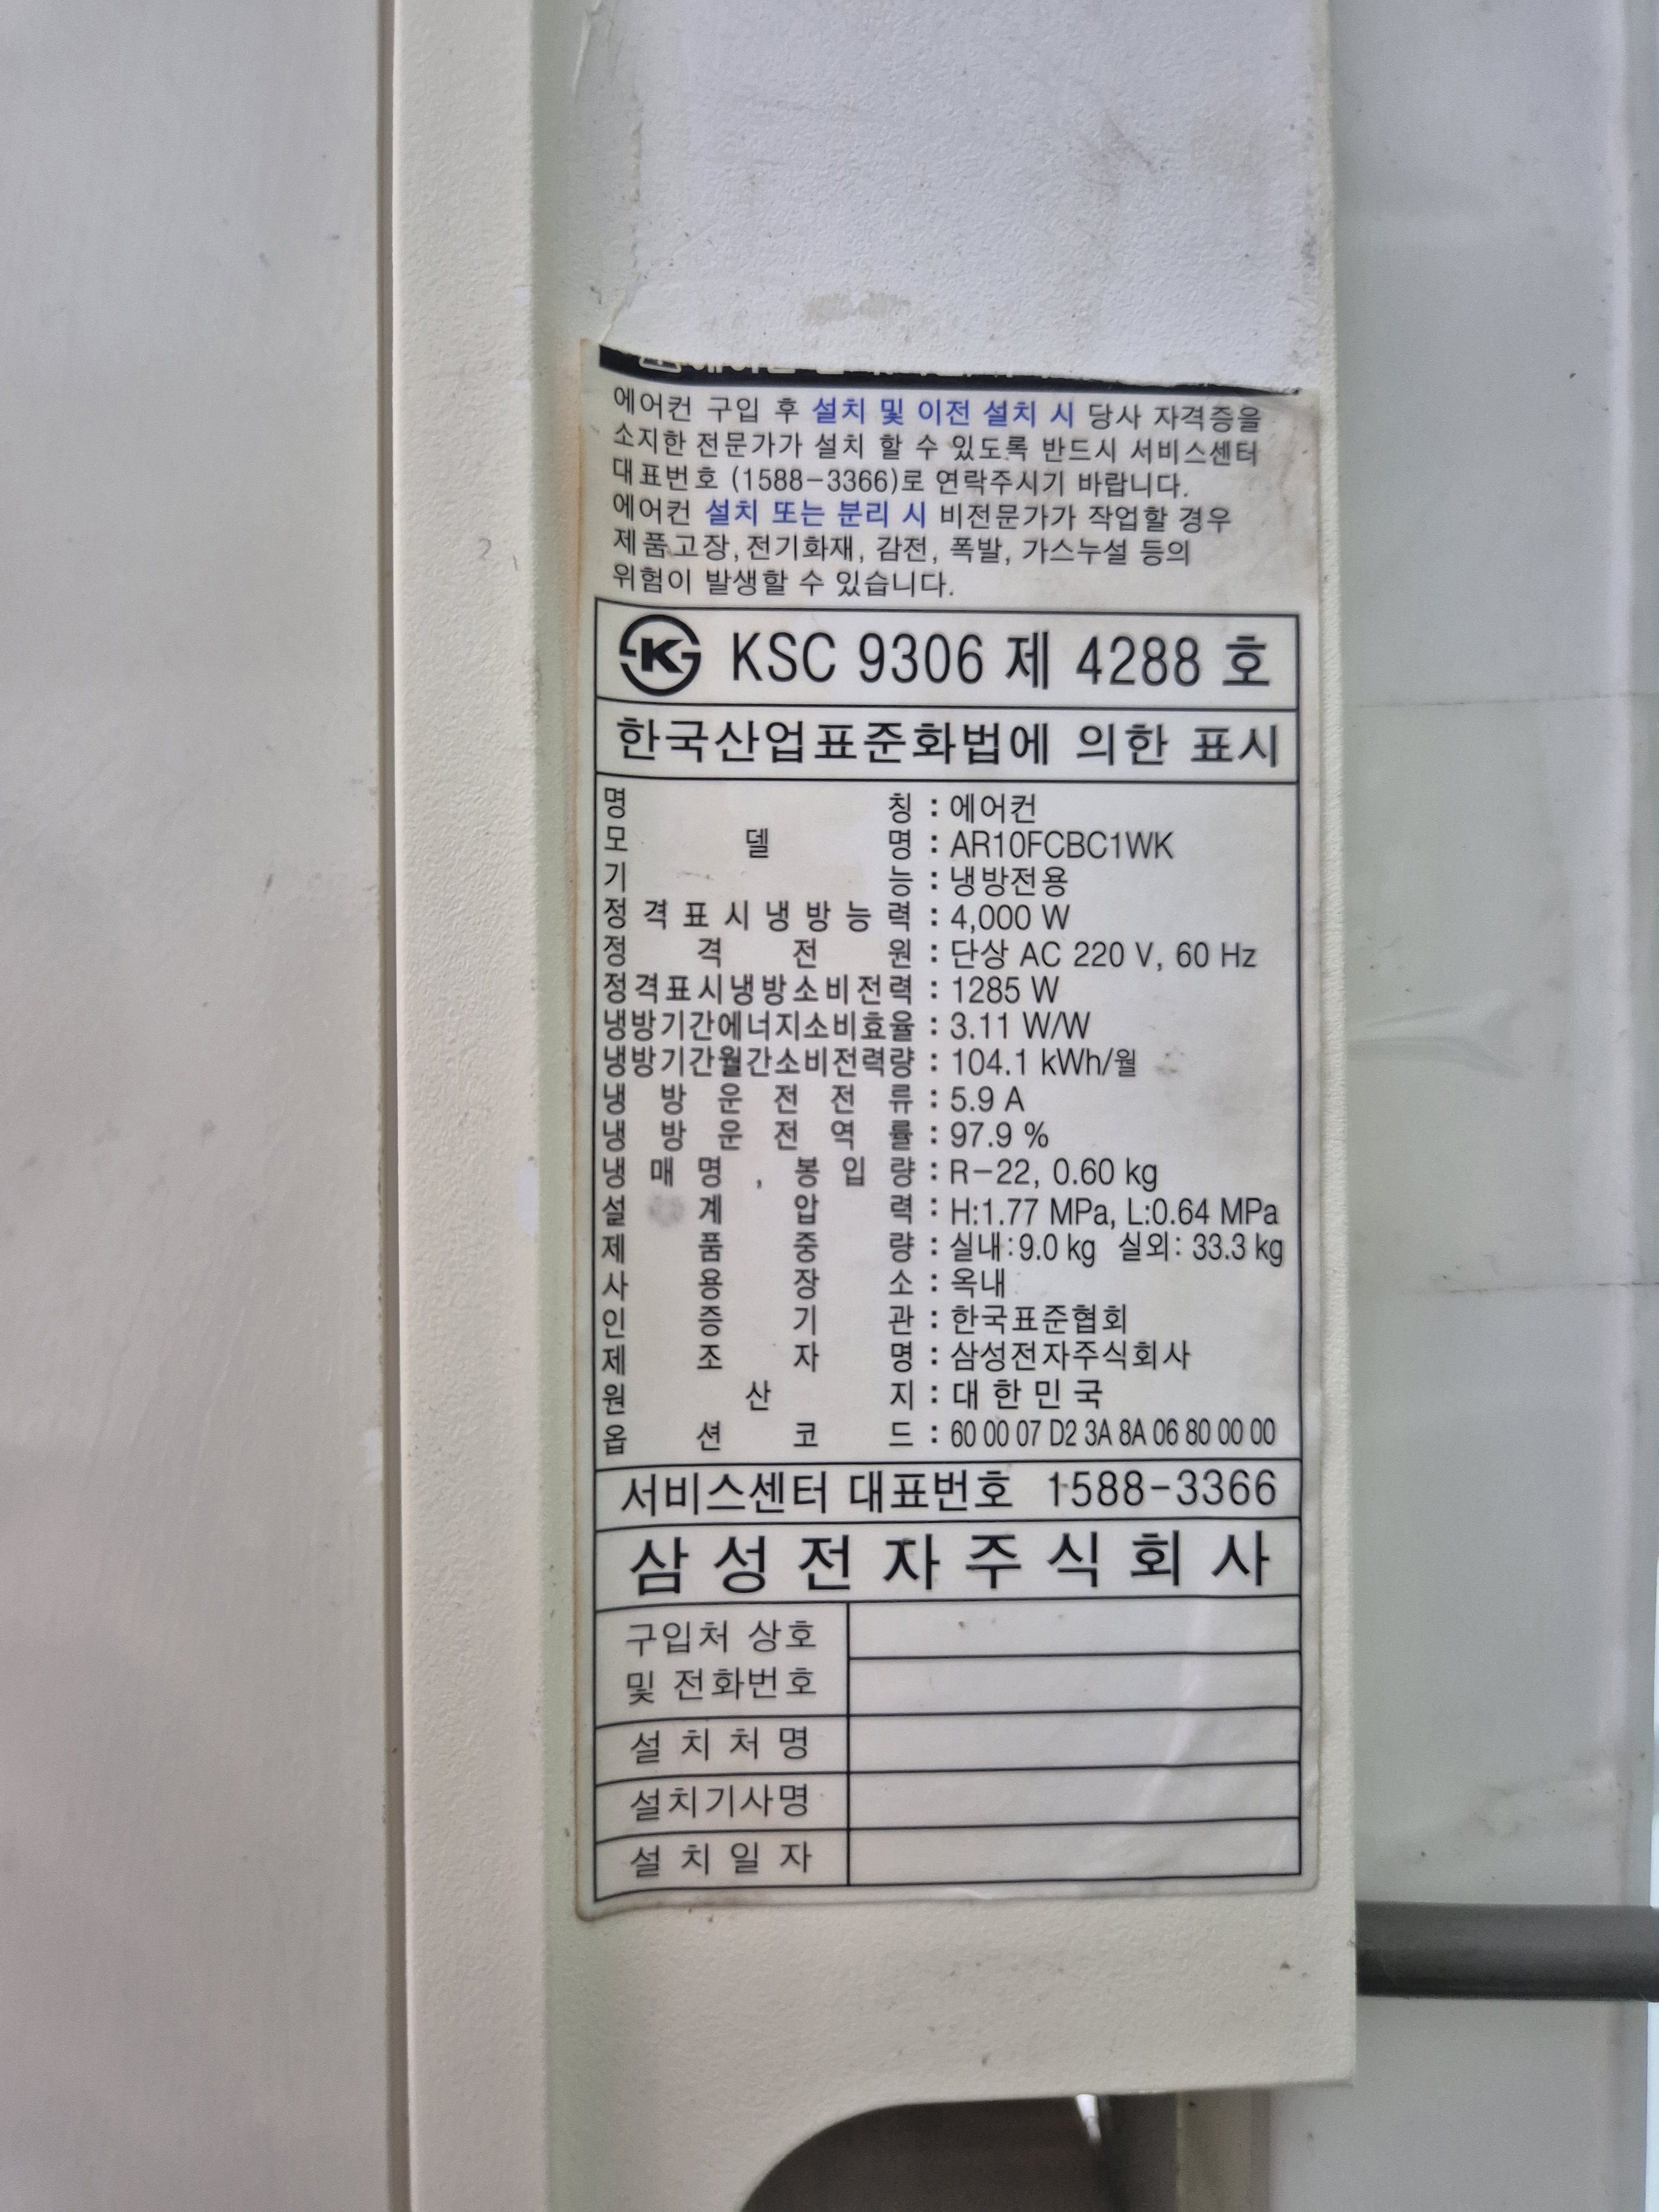 에어컨 구입 후 설치 및 이전 설치 시 당사 자격증을
소지한 전문가가 설치 할 수 있도록 반드시 서비스센터
대표번호 (1588-3366)로 연락주시기 바랍니다.
에어컨 설치 또는 분리 시 비전문가가 작업할 경우
제품고장, 전기화재, 감전, 폭발, 가스누설 등의
위험이 발생할 수 있습니다.
KSC 9306 제 4288 호
한국산업표준화법에 의한 표시
명칭 : 에어컨
모델명 : AR10FCBC1WK
기능 : 냉방전용
정격표시냉방능력 : 4,000 W
정격전원 : 단상 AC 220 V, 60 Hz
정격표시냉방소비전력 : 1285 W
냉방기간에너지소비효율 : 3.11 W/W
냉방기간월간소비전력량 : 104.1 kWh/월
냉방운전전류 : 5.9 A
냉방운전역률 : 97.9 %
냉매명, 봉입량 : R-22, 0.60 kg
설계압력 : H:1.77 MPa, L:0.64 MPa
제품중량 : 실내:9.0 kg 실외: 33.3 kg
사용장소 : 옥내
인증기관 : 한국표준협회
제조자명 : 삼성전자주식회사
원산지 : 대한민국
옵션코드 : 60 00 07 D2 3A 8A 06 80 00 00
서비스센터 대표번호 1588-3366
삼성전자주식회사
구입처 상호
및 전화번호
설치처명
설치기사명
설치일자